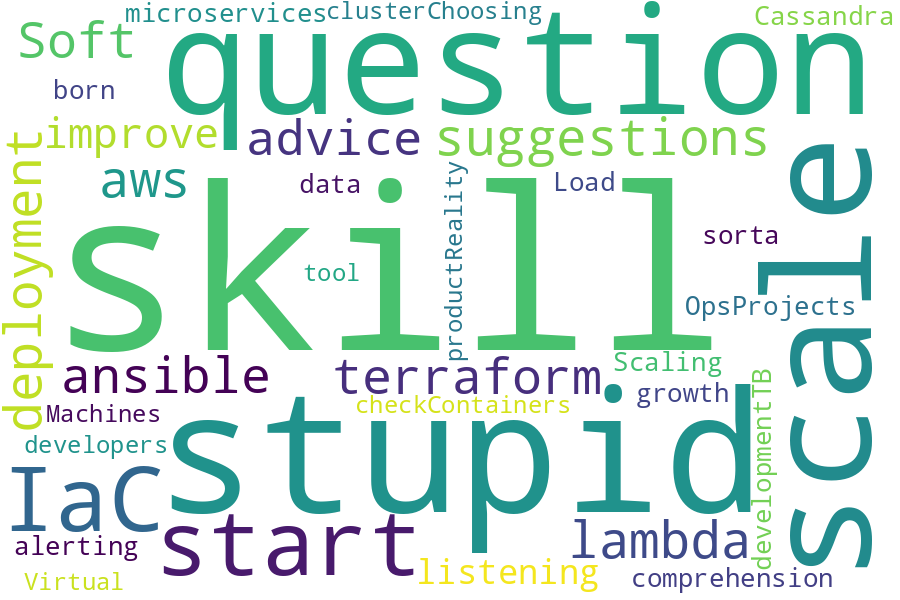 microservices
clusterChoosing
Cassandra
Soft
question
born
improve
advice
suggestions
deployment
aws
data
Load
scale
skill
productReality
sorta
tool
OpsProjects
ansible
terraform
Scaling
growth
Machines
checkContainers
stupid
developmentTB
developers
IaC
start
lambda
alerting
listening
Virtual
comprehension